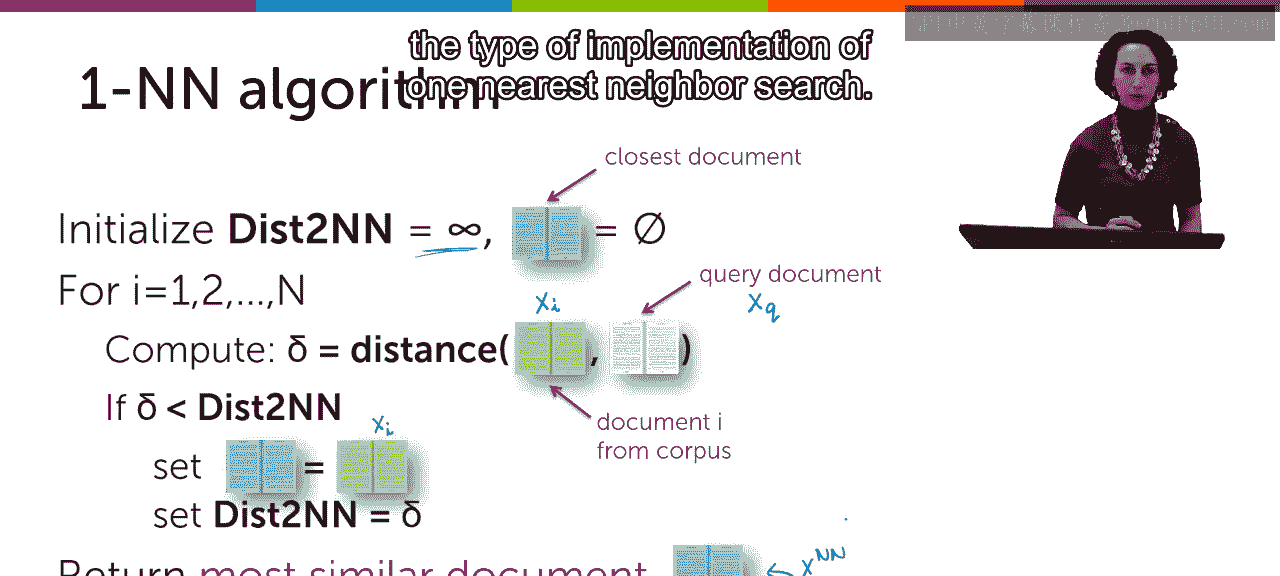 the type of implementation of
one nearest neighbor search.
1-NN algorithm
closest document
Initialize Dist2NN = ∞, = ∅
For i=1,2,...,N
query document
xi
xq
Compute: δ = distance( , )
If δ < Dist2NN
document i
from corpus
xi
set =
set Dist2NN = δ
Return most similar document
xNN